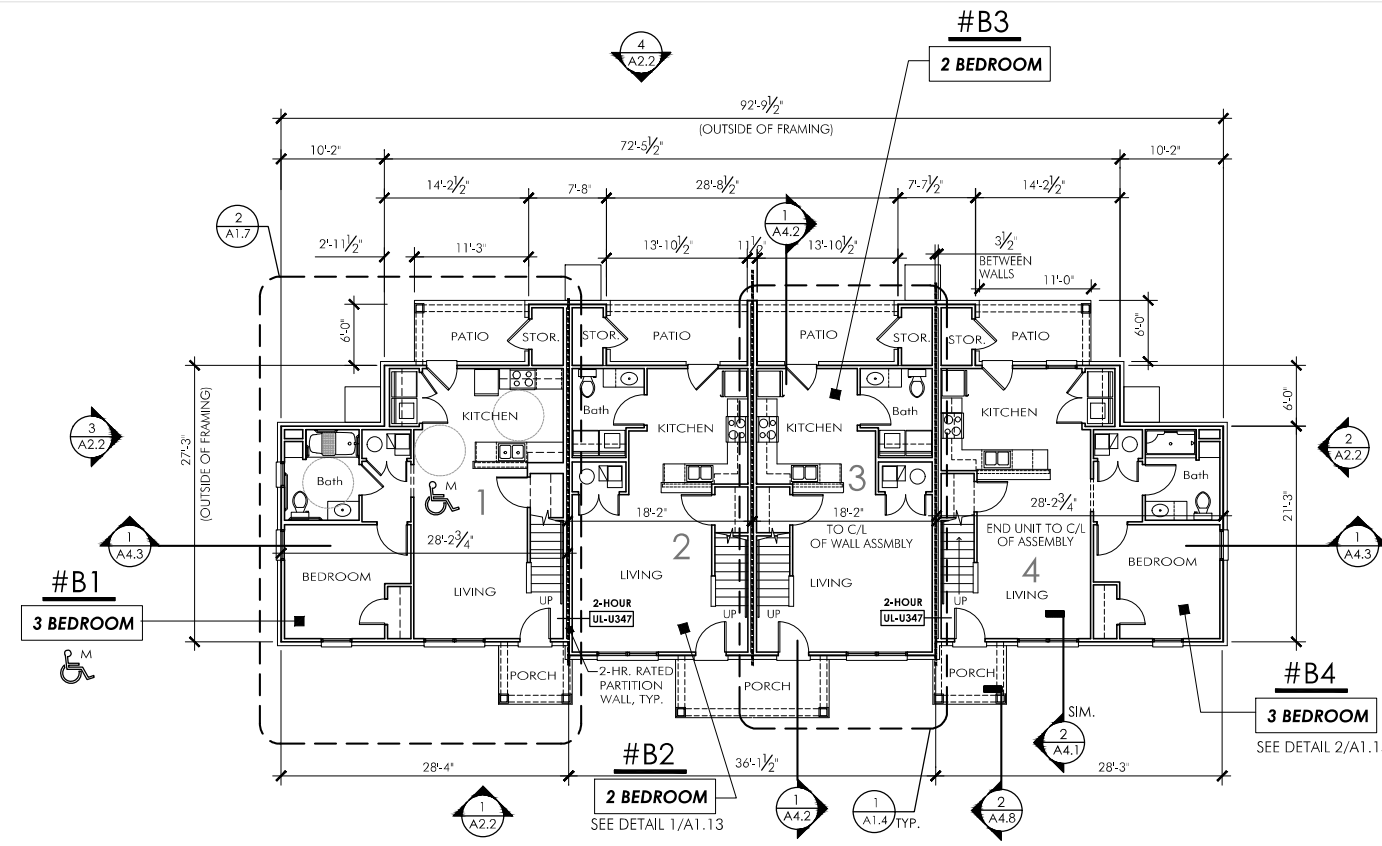 #B3
2 BEDROOM
4
A2.2
92'-9½"
(OUTSIDE OF FRAMING)
10'-2"
72'-5½"
10'-2"
14'-2½"
7'-8"
28'-8½"
7'-7½"
14'-2½"
2
A1.7
1
A4.2
2'-11½"
11'-3"
13'-10½"
11½"
13'-10½"
3½"
BETWEEN
WALLS
11'-0"
6'-0"
PATIO
STOR.
STOR.
PATIO
PATIO
STOR.
STOR.
PATIO
6'-0"
27'-3"
(OUTSIDE OF FRAMING)
KITCHEN
Bath
KITCHEN
KITCHEN
Bath
KITCHEN
6'-0"
3
A2.2
2
A2.2
Bath
M
1
3
Bath
28'-2¾"
18'-2"
18'-2"
28'-2¾"
21'-3"
TO C/L
OF WALL ASSMBLY
END UNIT TO C/L
OF ASSEMBLY
1
A4.3
2
4
1
A4.3
BEDROOM
LIVING
LIVING
LIVING
LIVING
BEDROOM
#B1
3 BEDROOM
M
UP
2-HOUR
UL-U347
UP
UP
2-HOUR
UL-U347
UP
PORCH
2-HR. RATED
PARTITION
WALL, TYP.
PORCH
PORCH
#B4
3 BEDROOM
SEE DETAIL 2/A1.1
SIM.
2
A4.1
28'-4"
#B2
36'-1½"
28'-3"
2 BEDROOM
SEE DETAIL 1/A1.13
1
A2.2
1
A4.2
1
A1.4
TYP.
2
A4.8